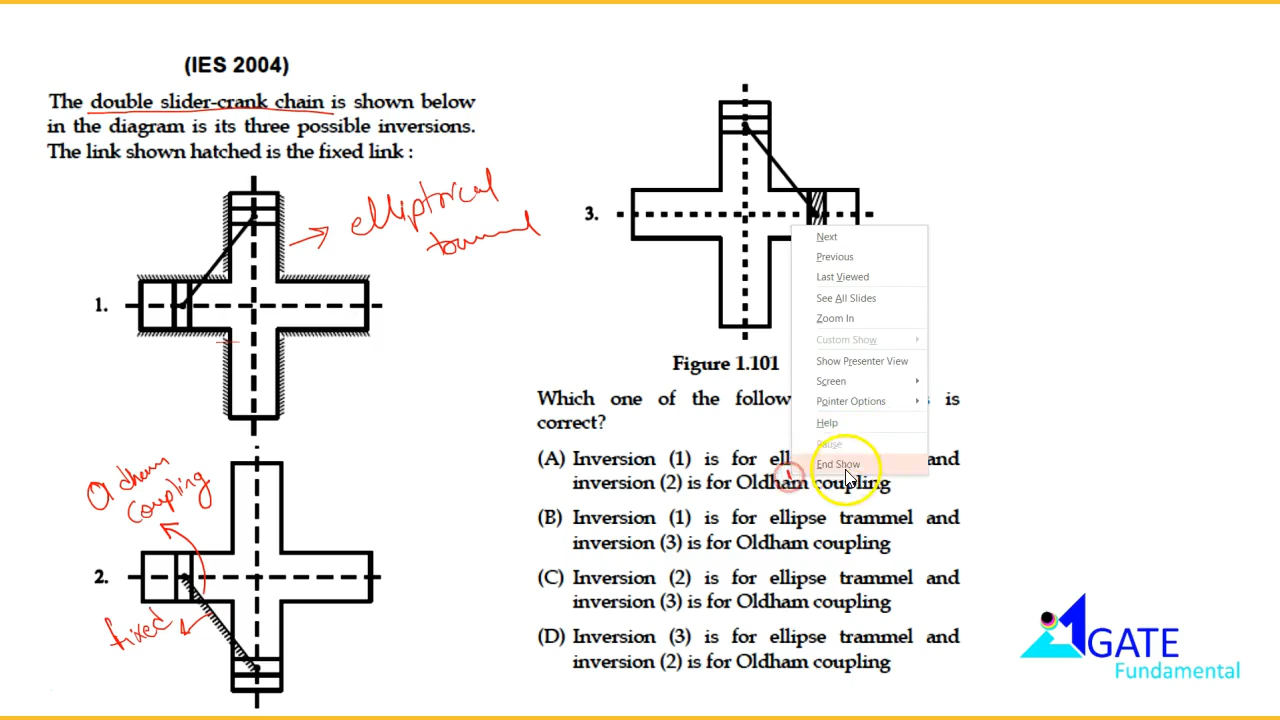 (IES 2004)
The double slider-crank chain is shown below
in the diagram is its three possible inversions.
The link shown hatched is the fixed link :
elliptical
trammel
1.
Oldham
coupling
2.
fixed
3.
Figure 1.101
Which one of the follow is
correct?
(A) Inversion (1) is for ell and
inversion (2) is for Oldham coupling
(B) Inversion (1) is for ellipse trammel and
inversion (3) is for Oldham coupling
(C) Inversion (2) is for ellipse trammel and
inversion (3) is for Oldham coupling
(D) Inversion (3) is for ellipse trammel and
inversion (2) is for Oldham coupling
Next
Previous
Last Viewed
See All Slides
Zoom In
Custom Show
Show Presenter View
Screen
Pointer Options
Help
Pause
End Show
GATE
Fundamental